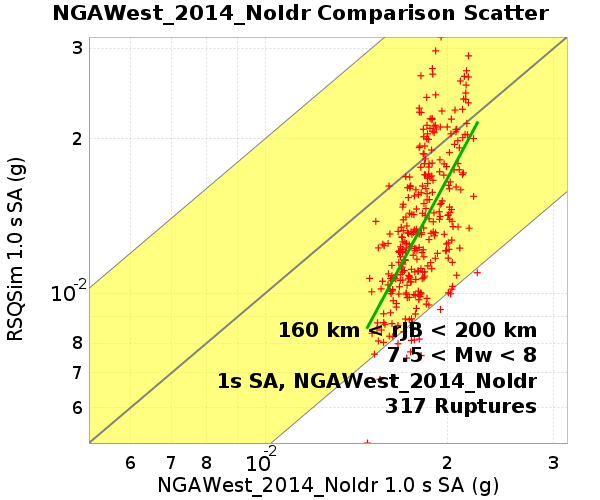 NGAWest_2014_NoIdr Comparison Scatter
RSQSim 1.0 s SA (g)
3
2
10-2
8
7
6
160 km < rJB < 200 km
7.5 < Mw < 8
1s SA, NGAWest_2014_NoIdr
317 Ruptures
6 7 8 10-2 2 3
NGAWest_2014_NoIdr 1.0 s SA (g)